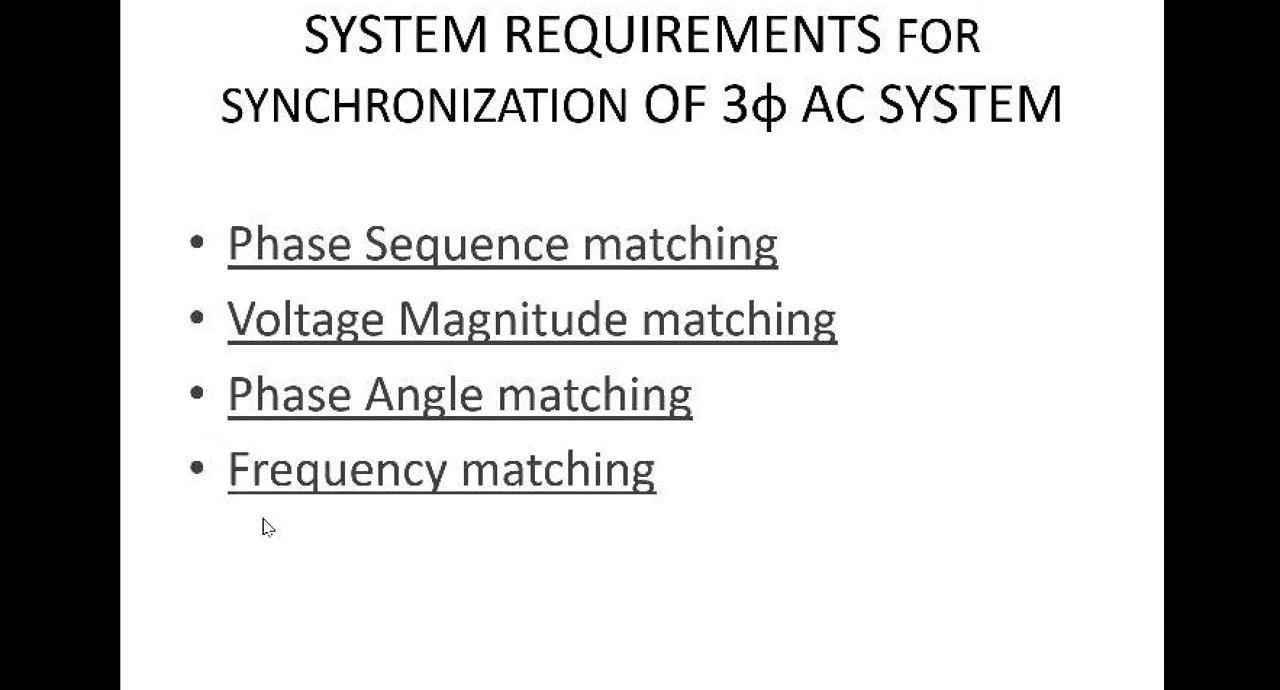 SYSTEM REQUIREMENTS FOR
SYNCHRONIZATION OF 3ϕ AC SYSTEM
• Phase Sequence matching
• Voltage Magnitude matching
• Phase Angle matching
• Frequency matching